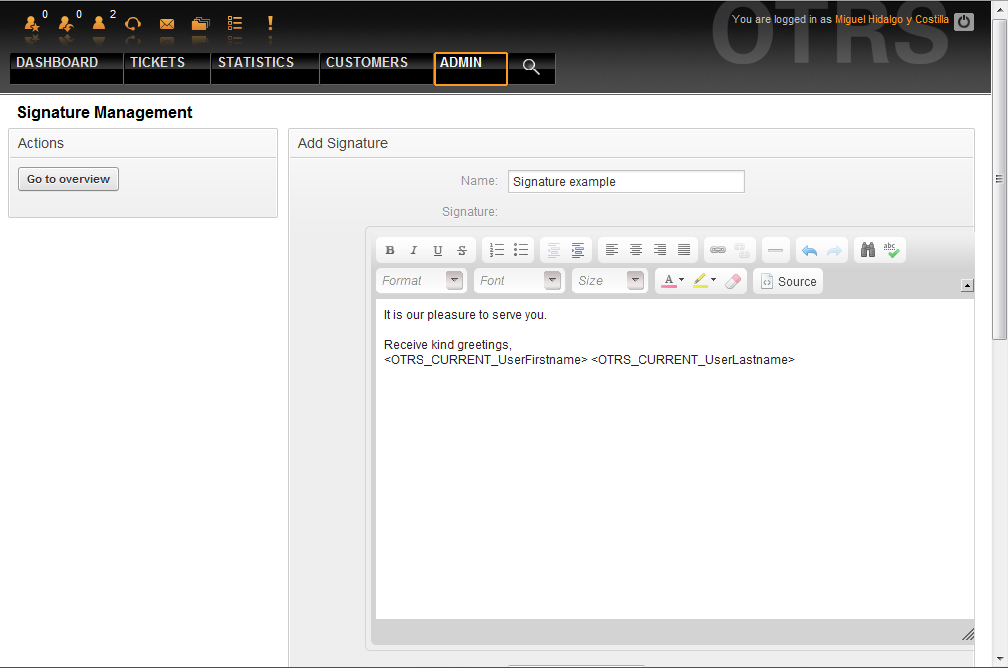 0 0 2
You are logged in as Miguel Hidalgo y Costilla
OTRS
DASHBOARD TICKETS STATISTICS CUSTOMERS ADMIN
Signature Management
Actions
Go to overview
Add Signature
Name: Signature example
Signature:
B I U S
abc
Format Font Size A Source
It is our pleasure to serve you.
Receive kind greetings,
<OTRS_CURRENT_UserFirstname> <OTRS_CURRENT_UserLastname>